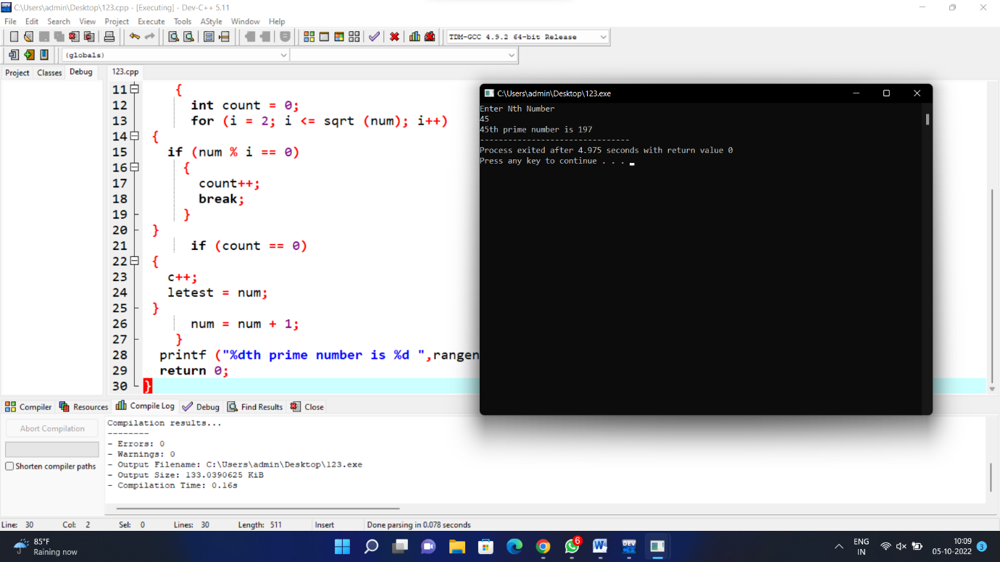 C:\Users\admin\Desktop\123.cpp - [Executing] - Dev-C++ 5.11
File Edit Search View Project Execute Tools AStyle Window Help
TDM-GCC 4.9.2 64-bit Release
(globals)
Project Classes Debug 123.cpp
11 {
12 int count = 0;
13 for (i = 2; i <= sqrt (num); i++)
14 {
15 if (num % i == 0)
16 {
17 count++;
18 break;
19 }
20 }
21 if (count == 0)
22 {
23 c++;
24 letest = num;
25 }
26 num = num + 1;
27 }
28 printf ("%dth prime number is %d ",rangen
29 return 0;
30 }
C:\Users\admin\Desktop\123.exe
Enter Nth Number
45
45th prime number is 197
--------------------------------
Process exited after 4.975 seconds with return value 0
Press any key to continue . . .
Compiler Resources Compile Log Debug Find Results Close
Abort Compilation
Shorten compiler paths
Compilation results...
--------
- Errors: 0
- Warnings: 0
- Output Filename: C:\Users\admin\Desktop\123.exe
- Output Size: 133.0390625 KiB
- Compilation Time: 0.16s
Line: 30 Col: 2 Sel: 0 Lines: 30 Length: 511 Insert Done parsing in 0.078 seconds
85°F
Raining now
6
W
DEV
C++
ENG
IN
10:09
05-10-2022
3